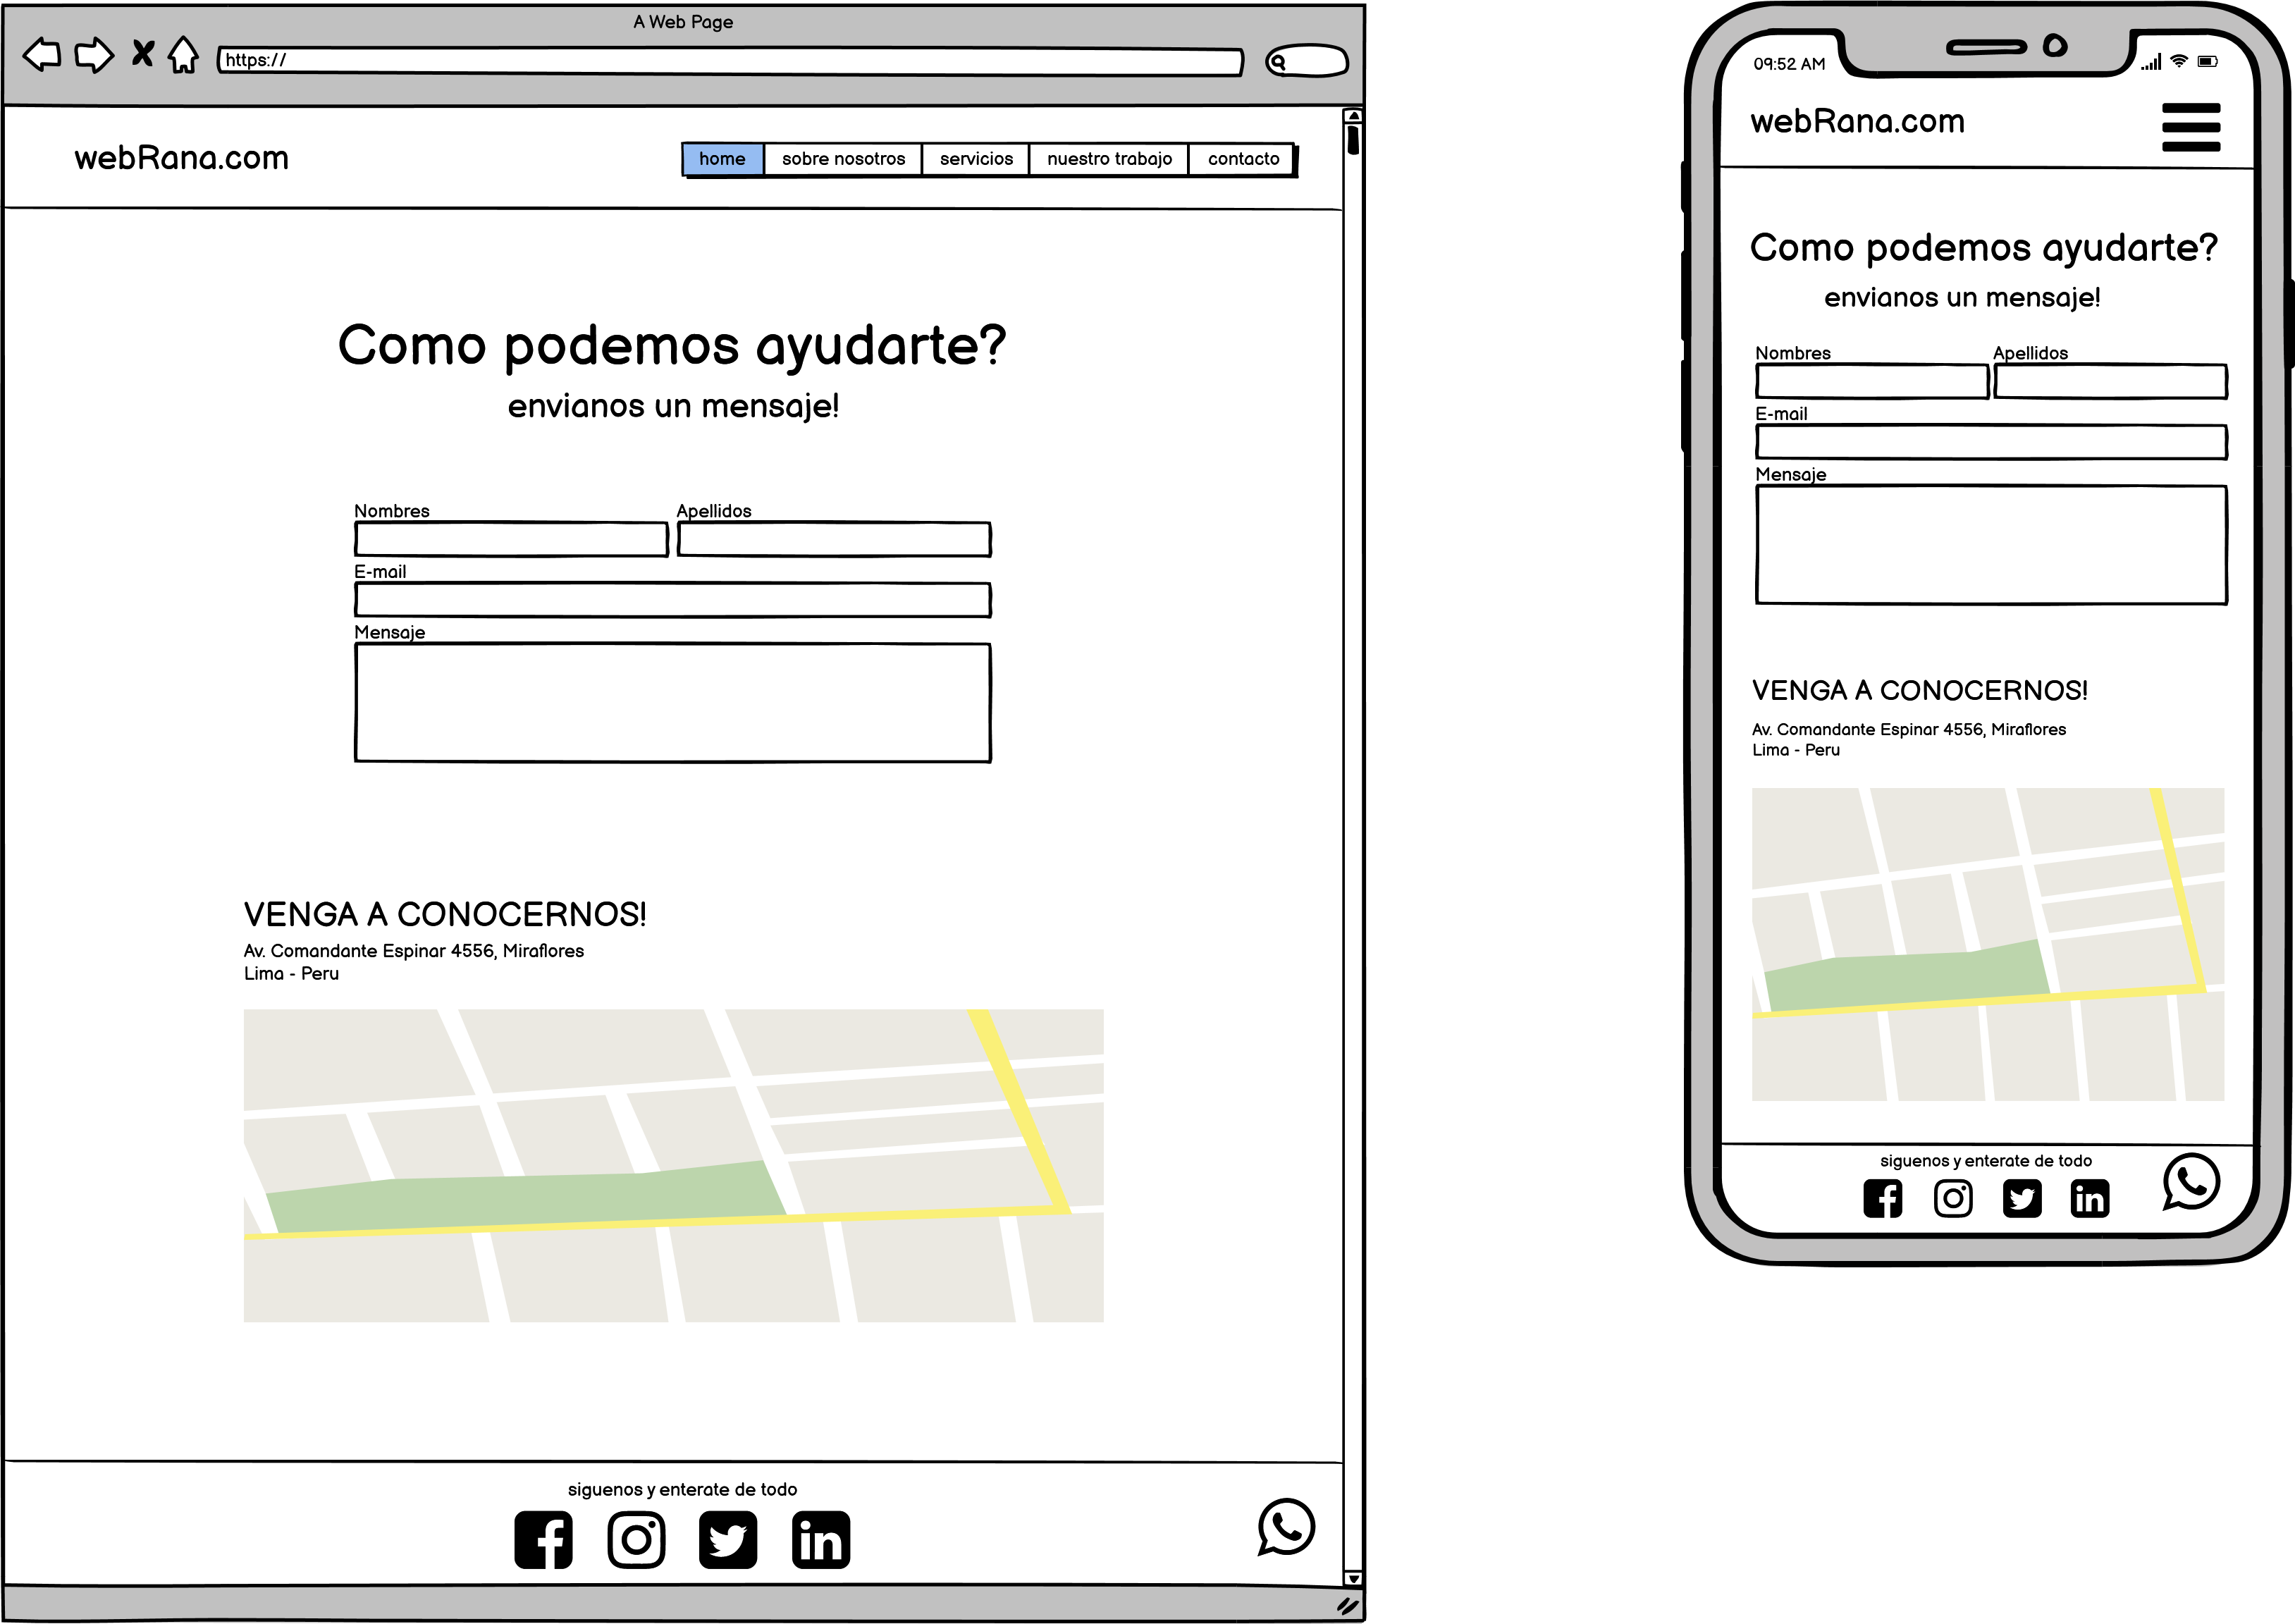 A Web Page
https://
webRana.com
home sobre nosotros servicios nuestro trabajo contacto
Como podemos ayudarte?
envianos un mensaje!
Nombres Apellidos
E-mail
Mensaje
VENGA A CONOCERNOS!
Av. Comandante Espinar 4556, Miraflores
Lima - Peru
siguenos y enterate de todo
09:52 AM
webRana.com
Como podemos ayudarte?
envianos un mensaje!
Nombres Apellidos
E-mail
Mensaje
VENGA A CONOCERNOS!
Av. Comandante Espinar 4556, Miraflores
Lima - Peru
siguenos y enterate de todo